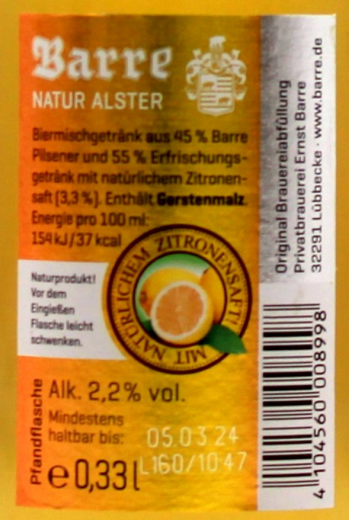 Barre
NATUR ALSTER
Biermischgetränk aus 45 % Barre
Pilsener und 55 % Erfrischungs-
getränk mit natürlichem Zitronen-
saft (3,3 %). Enthält Gerstenmalz.
Energie pro 100 ml:
154 kJ/37 kcal
MIT NATÜRLICHEM ZITRONENSAFT!
Naturprodukt!
Vor dem
Eingießen
Flasche leicht
schwenken.
Pfandflasche
Alk. 2,2% vol.
Mindestens
haltbar bis:
05.03.24
L160/10:47
e 0,33 l
Original Brauereiabfüllung
Privatbrauerei Ernst Barre
32291 Lübbecke · www.barre.de
4 104560 008998